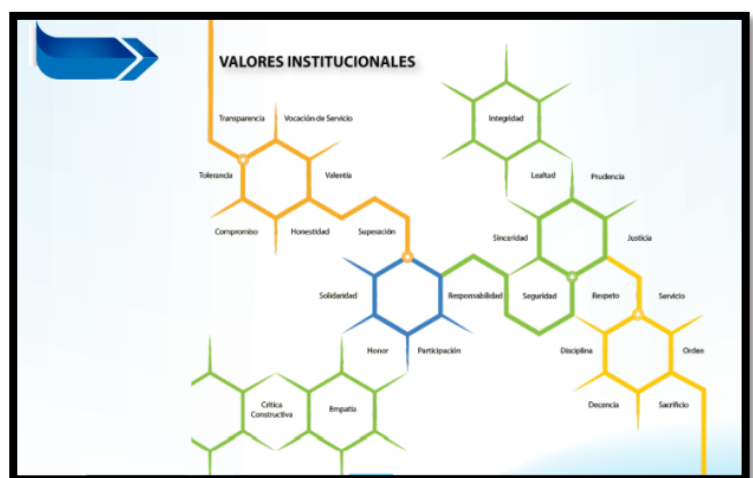 VALORES INSTITUCIONALES
Transparencia
Vocación de Servicio
Integridad
Tolerancia
Valentía
Lealtad
Prudencia
Compromiso
Honestidad
Superación
Sinceridad
Justicia
Solidaridad
Responsabilidad
Seguridad
Respeto
Servicio
Honor
Participación
Disciplina
Orden
Crítica
Constructiva
Empatía
Decencia
Sacrificio